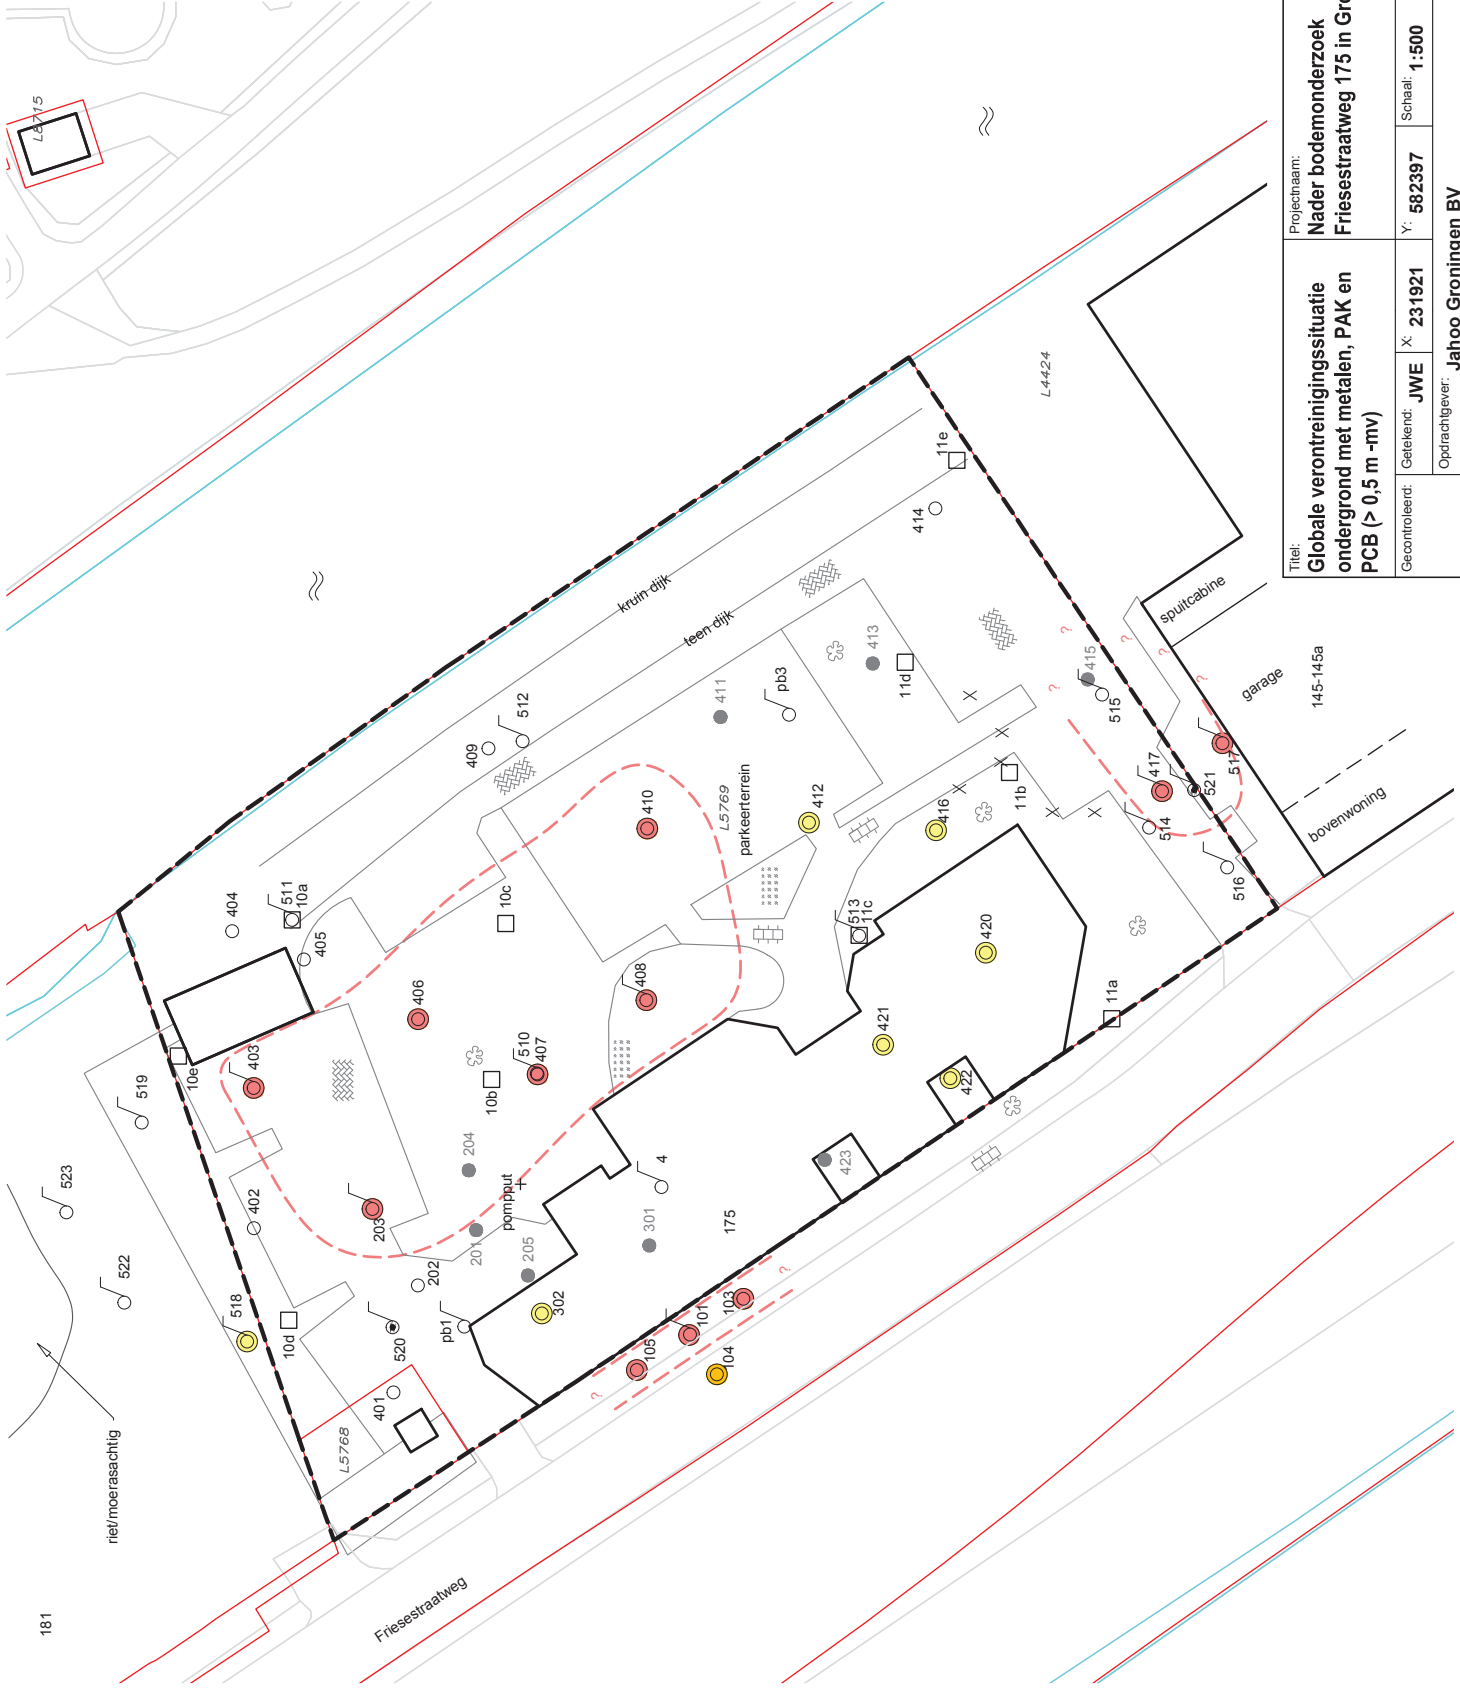 L8715
L4424
kruin dijk
teen dijk
11e
414
409
512
411
pb3
413
11d
415
515
spuitcabine
garage
145-145a
417
521
517
514
516
bovenwoning
11b
416
412
L5769
parkeerterrein
410
404
511
10a
405
10c
406
408
513
11c
420
421
422
11a
423
403
10e
519
523
522
402
203
510
407
10b
204
pompput
201
205
202
4
301
175
302
518
10d
520
pb1
401
L5768
105
101
103
104
?
?
?
?
?
?
?
riet/moerasachtig
181
Friesestraatweg
Titel:
Globale verontreinigingssituatie
ondergrond met metalen, PAK en
PCB (> 0,5 m -mv)
Projectnaam:
Nader bodemonderzoek
Friesestraatweg 175 in Gro
Gecontroleerd:
Getekend: JWE
X: 231921
Y: 582397
Schaal: 1:500
Opdrachtgever:
Jahoo Groningen BV